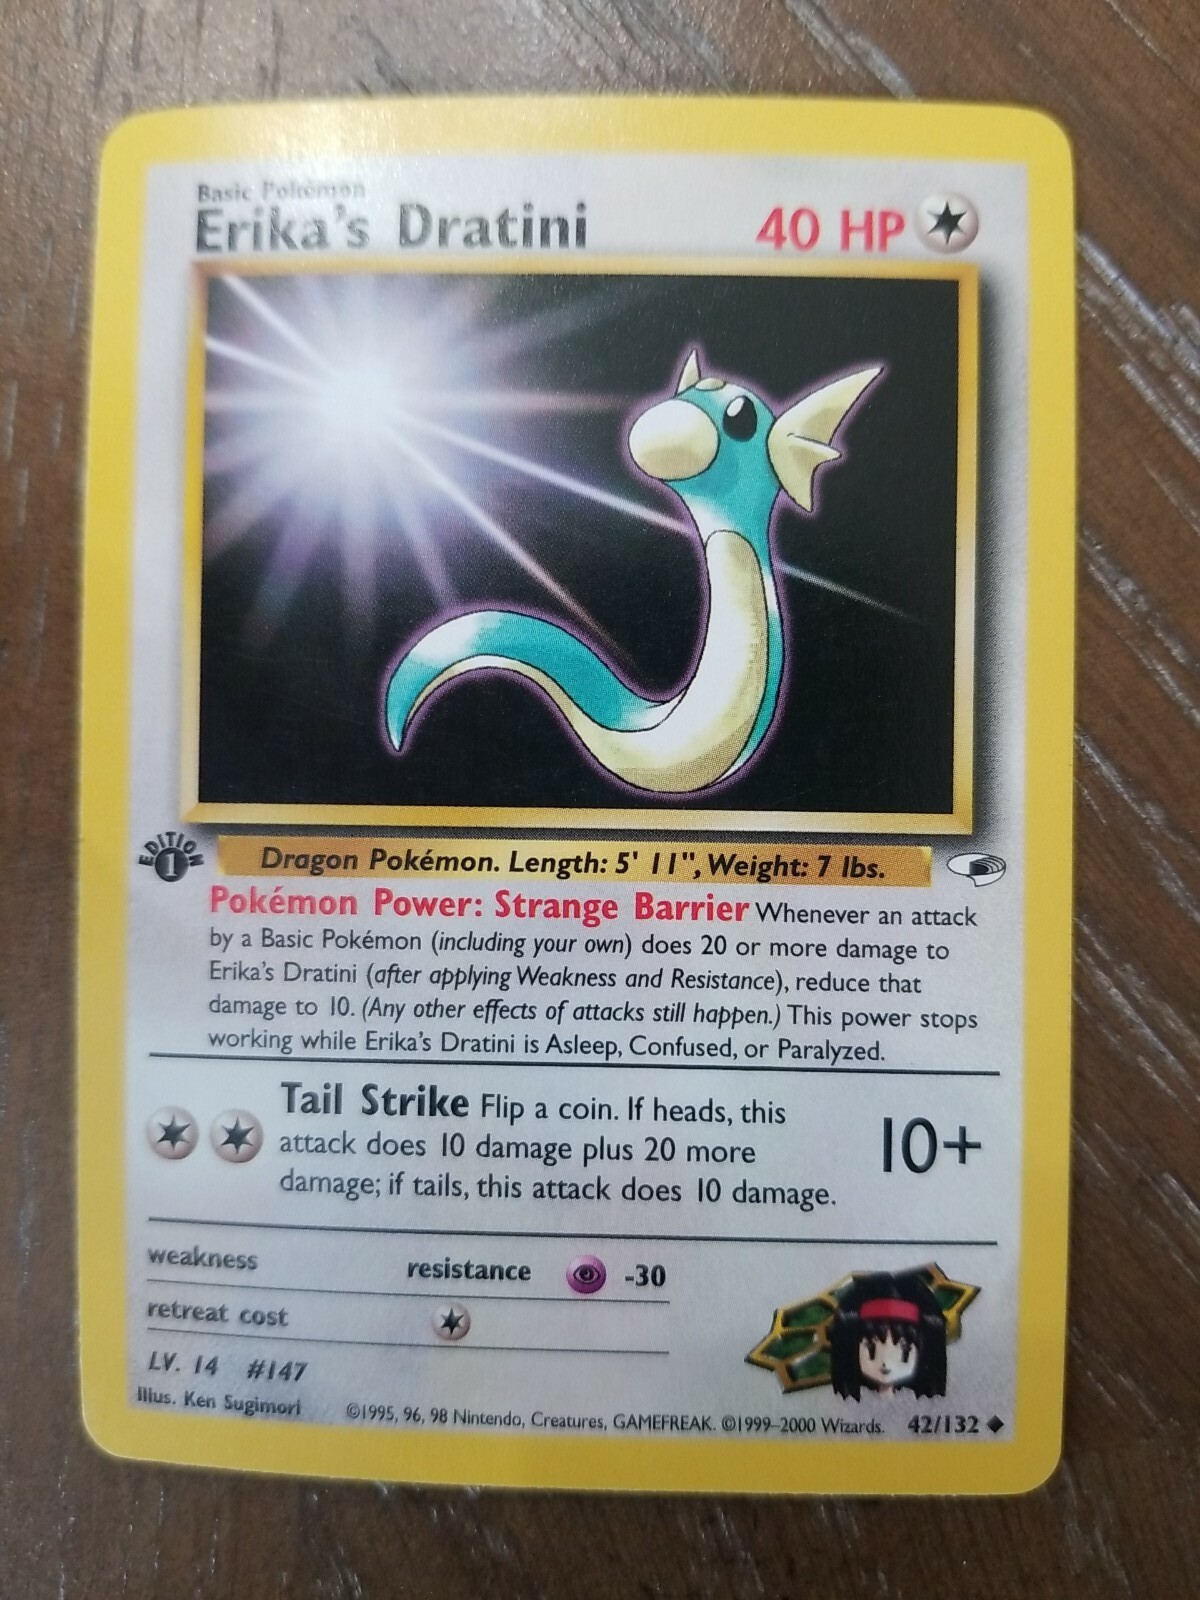 Basic Pokémon
Erika's Dratini 40 HP
EDITION
1
Dragon Pokémon. Length: 5' 11", Weight: 7 lbs.
Pokémon Power: Strange Barrier Whenever an attack
by a Basic Pokémon (including your own) does 20 or more damage to
Erika's Dratini (after applying Weakness and Resistance), reduce that
damage to 10. (Any other effects of attacks still happen.) This power stops
working while Erika's Dratini is Asleep, Confused, or Paralyzed.
Tail Strike Flip a coin. If heads, this
attack does 10 damage plus 20 more
damage; if tails, this attack does 10 damage.
10+
weakness
resistance -30
retreat cost
LV. 14 #147
Illus. Ken Sugimori
©1995, 96, 98 Nintendo, Creatures, GAMEFREAK. ©1999–2000 Wizards. 42/132